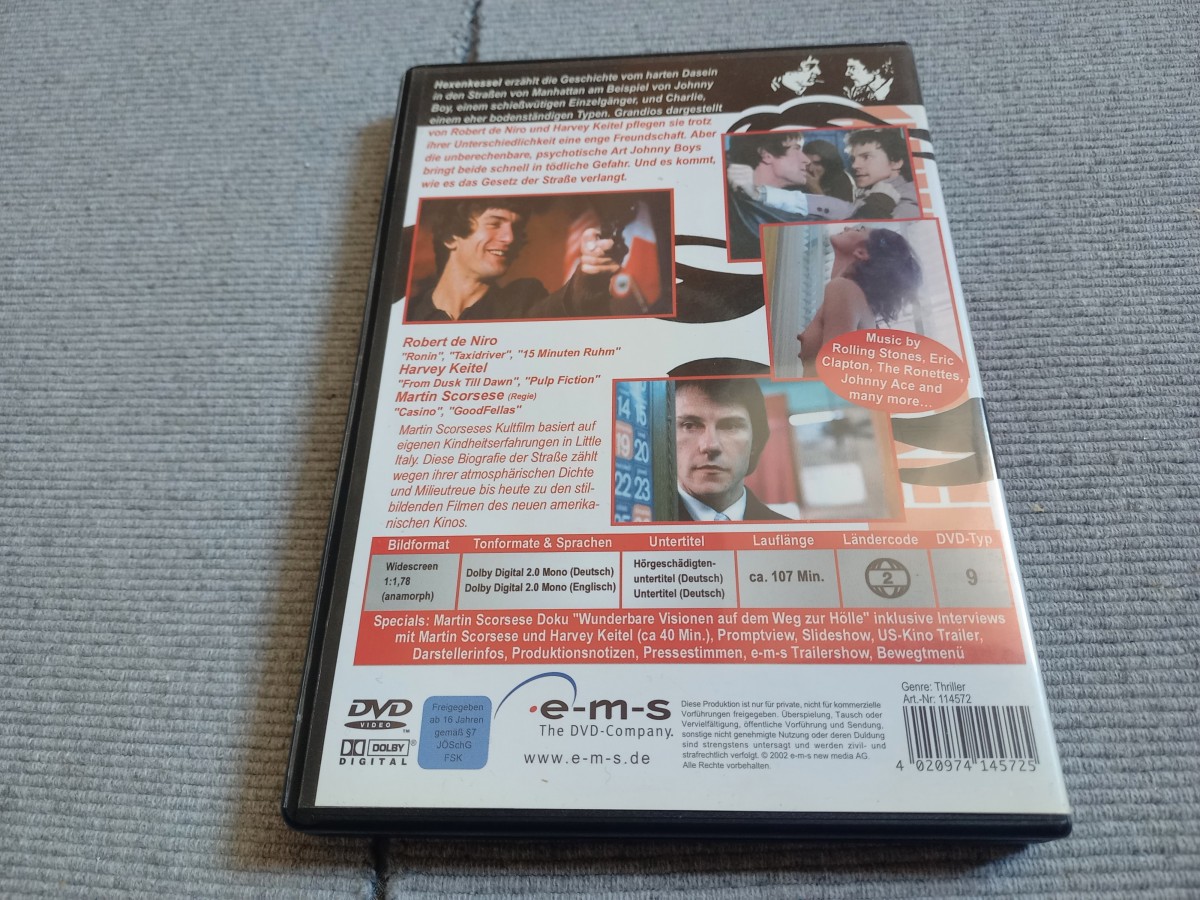 Hexenkessel erzählt die Geschichte vom harten Dasein
in den Straßen von Manhattan am Beispiel von Johnny
Boy, einem schießwütigen Einzelgänger, und Charlie,
einem eher bodenständigen Typen. Grandios dargestellt
von Robert de Niro und Harvey Keitel pflegen sie trotz
ihrer Unterschiedlichkeit eine enge Freundschaft. Aber
die unberechenbare, psychotische Art Johnny Boys
bringt beide schnell in tödliche Gefahr. Und es kommt,
wie es das Gesetz der Straße verlangt.
Robert de Niro
"Ronin", "Taxidriver", "15 Minuten Ruhm"
Harvey Keitel
"From Dusk Till Dawn", "Pulp Fiction"
Martin Scorsese (Regie)
"Casino", "GoodFellas"
Martin Scorseses Kultfilm basiert auf
eigenen Kindheitserfahrungen in Little
Italy. Diese Biografie der Straße zählt
wegen ihrer atmosphärischen Dichte
und Milieutreue bis heute zu den stil-
bildenden Filmen des neuen amerika-
nischen Kinos.
Music by
Rolling Stones, Eric
Clapton, The Ronettes,
Johnny Ace and
many more...
14
19 20
22 23
Bildformat Tonformate & Sprachen Untertitel Lauflänge Ländercode DVD-Typ
Widescreen
1:1,78
(anamorph)
Dolby Digital 2.0 Mono (Deutsch)
Dolby Digital 2.0 Mono (Englisch)
Hörgeschädigten-
untertitel (Deutsch)
Untertitel (Deutsch)
ca. 107 Min.
2
9
Specials: Martin Scorsese Doku "Wunderbare Visionen auf dem Weg zur Hölle" inklusive Interviews
mit Martin Scorsese und Harvey Keitel (ca 40 Min.), Promptview, Slideshow, US-Kino Trailer,
Darstellerinfos, Produktionsnotizen, Pressestimmen, e-m-s Trailershow, Bewegtmenü
DVD
VIDEO
TM
DOLBY
DIGITAL
Freigegeben
ab 16 Jahren
gemäß §7
JÖSchG
FSK
e-m-s
The DVD-Company.
www.e-m-s.de
Diese Produktion ist nur für private, nicht für kommerzielle
Vorführungen freigegeben. Überspielung, Tausch oder
Vervielfältigung, öffentliche Vorführung und Sendung,
sonstige nicht genehmigte Nutzung oder deren Duldung
sind strengstens untersagt und werden zivil- und
strafrechtlich verfolgt. © 2002 e-m-s new media AG.
Alle Rechte vorbehalten.
Genre: Thriller
Art.-Nr: 114572
4 020974 145725